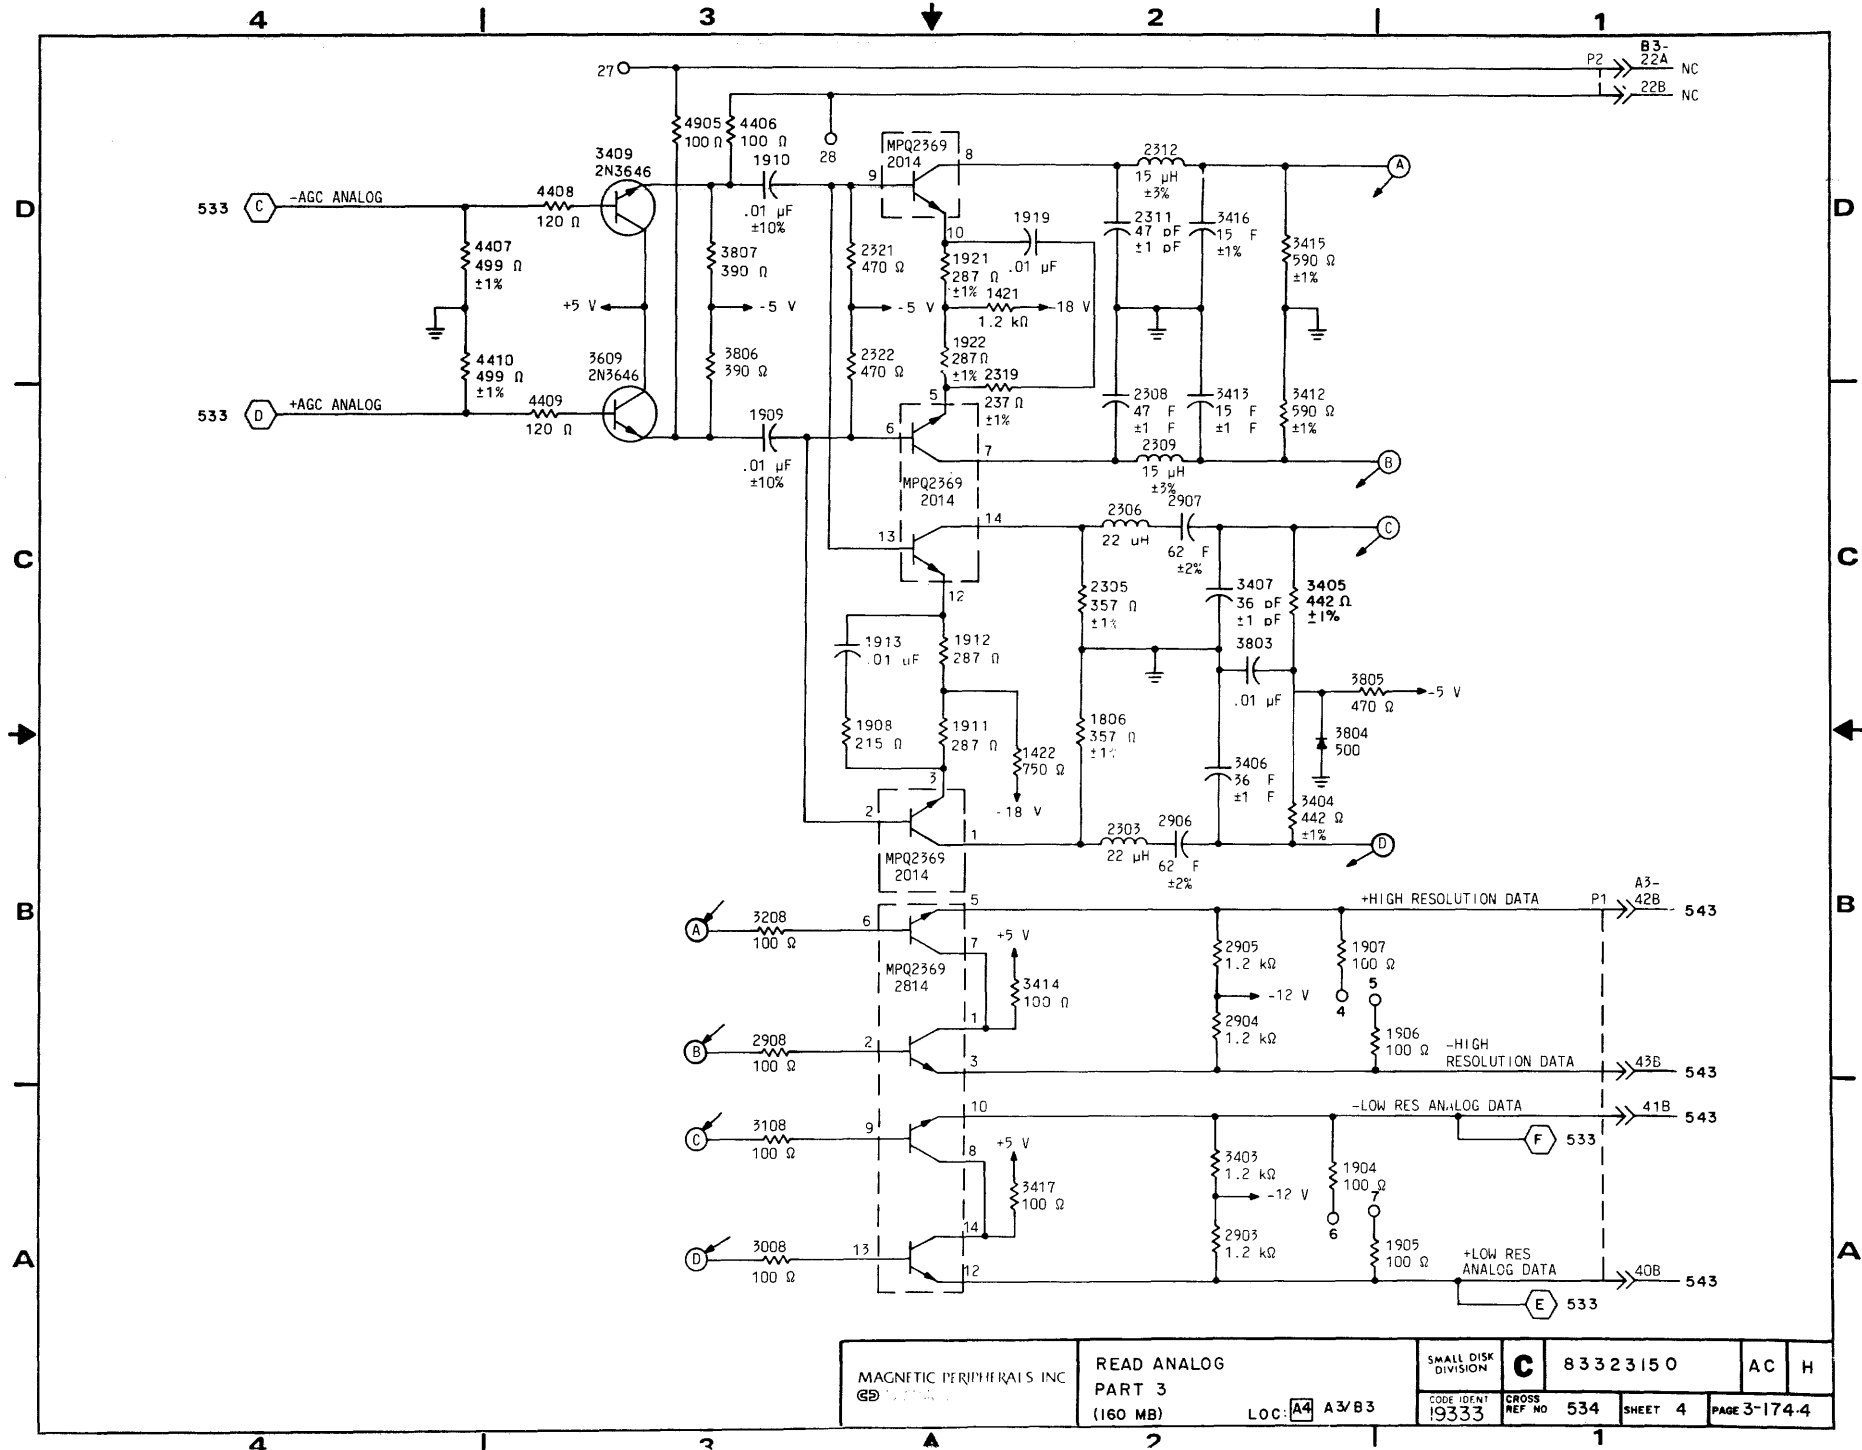 4 3 2 1
27
P2
B3-
22A NC
22B NC
4905
100 Ω
4406
100 Ω
28
3409
2N3646
1910
.01 µF
±10%
MPQ2369
2014
8
9
10
2312
15 µH
±3%
A
D
D
533 C -AGC ANALOG
4408
120 Ω
4407
499 Ω
±1%
3807
390 Ω
2321
470 Ω
1919
.01 µF
1921
287 Ω
±1%
2311
47 pF
±1 pF
3416
15 F
±1%
3415
590 Ω
±1%
+5 V
-5 V
-5 V
1421
1.2 kΩ
-18 V
4410
499 Ω
±1%
3609
2N3646
3806
390 Ω
2322
470 Ω
1922
287Ω
±1%
2319
237 Ω
±1%
5
533 D +AGC ANALOG
4409
120 Ω
1909
.01 µF
±10%
6
7
2308
47 F
±1 F
3413
15 F
±1 F
3412
590 Ω
±1%
2309
15 µH
±3%
B
MPQ2369
2014
14
13
12
2306
22 uH
2907
62 F
±2%
C
C
C
2305
357 Ω
±1%
3407
36 pF
±1 pF
3405
442 Ω
±1%
1913
.01 uF
1912
287 Ω
3803
.01 µF
3805
470 Ω
-5 V
1908
215 Ω
1911
287 Ω
1422
750 Ω
-18 V
1806
357 Ω
±1%
3804
500
3406
36 F
±1 F
3404
442 Ω
±1%
3
2
1
MPQ2369
2014
2303
22 µH
2906
62 F
±2%
D
B
B
A
3208
100 Ω
6
5
7
MPQ2369
2814
+5 V
3414
100 Ω
+HIGH RESOLUTION DATA
P1
A3-
42B 543
2905
1.2 kΩ
-12 V
2904
1.2 kΩ
1907
100 Ω
4
5
1906
100 Ω
B
2908
100 Ω
2
1
3
-HIGH
RESOLUTION DATA
43B 543
C
3108
100 Ω
9
10
8
-LOW RES ANALOG DATA
41B 543
F 533
+5 V
3417
100 Ω
3403
1.2 kΩ
-12 V
2903
1.2 kΩ
1904
100 Ω
6
7
1905
100 Ω
A
A
D
3008
100 Ω
13
14
12
+LOW RES
ANALOG DATA
40B 543
E 533
MAGNETIC PERIPHERALS INC
READ ANALOG
PART 3
(160 MB)
LOC: A4 A3/B3
SMALL DISK
DIVISION
C
83323150
AC
H
CODE IDENT
19333
CROSS
REF NO 534
SHEET 4
PAGE 3-174.4
4 3 2 1